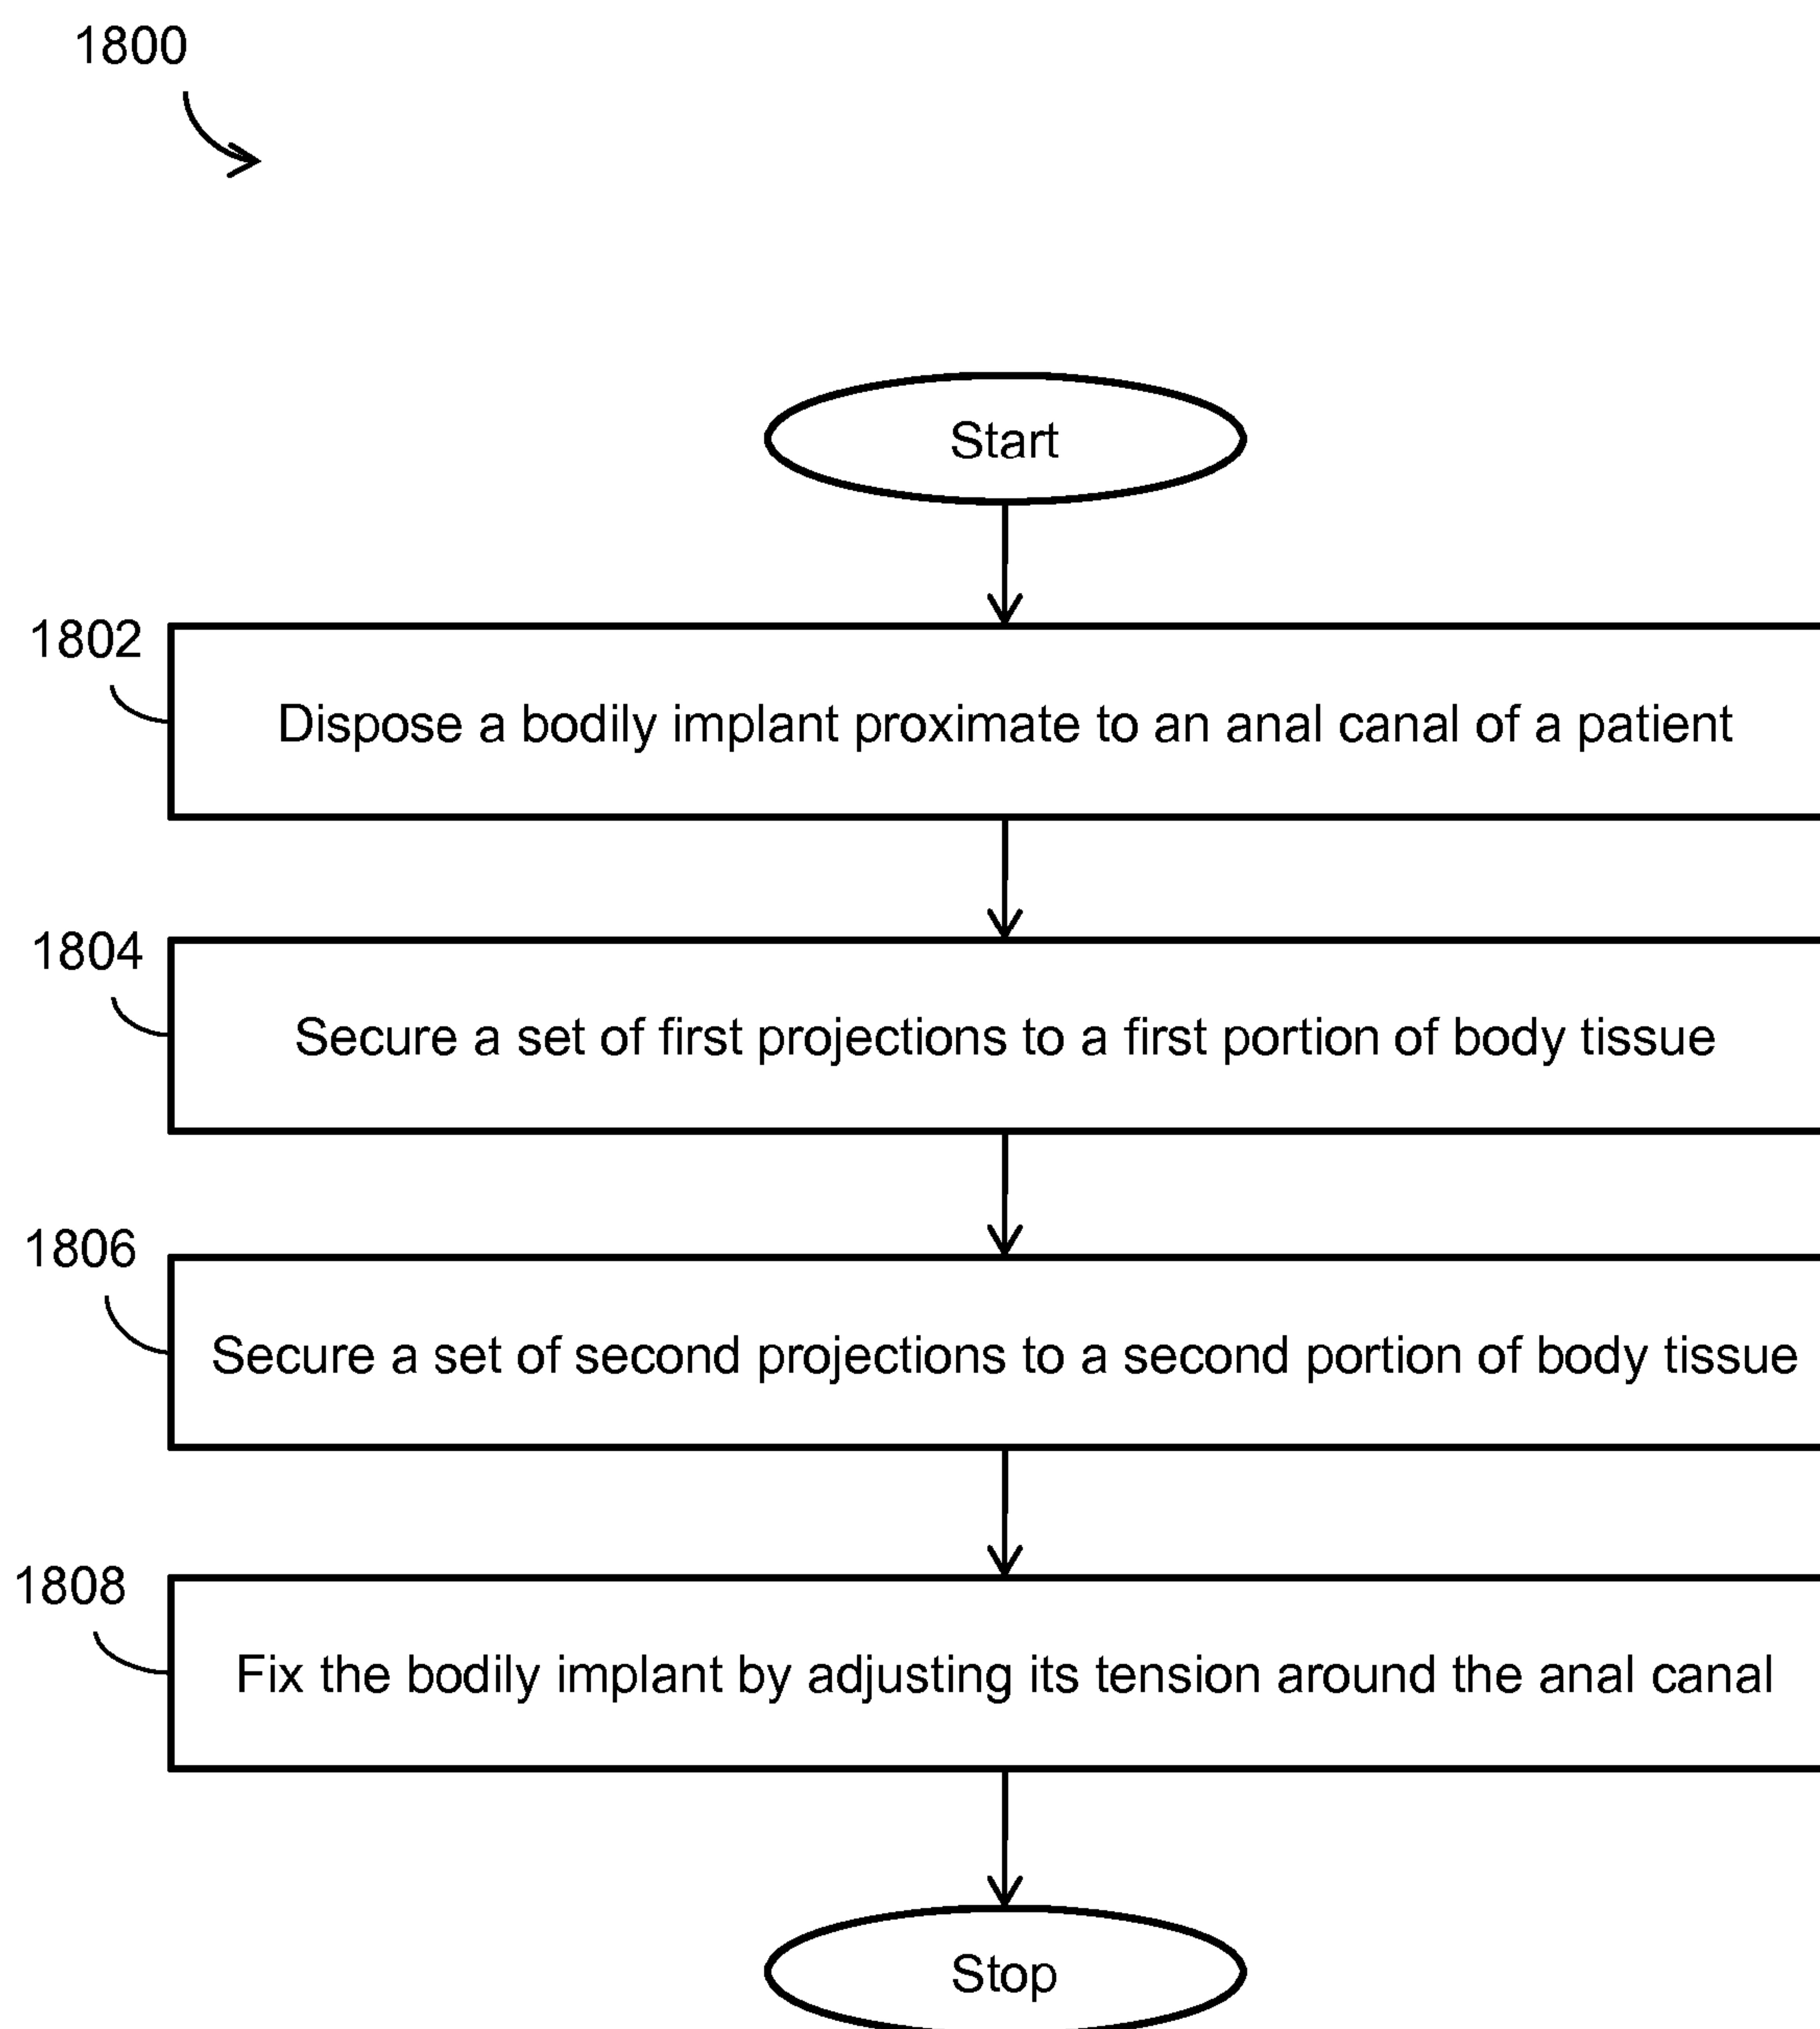 1800
Start
1802
Dispose a bodily implant proximate to an anal canal of a patient
1804
Secure a set of first projections to a first portion of body tissue
1806
Secure a set of second projections to a second portion of body tissue
1808
Fix the bodily implant by adjusting its tension around the anal canal
Stop